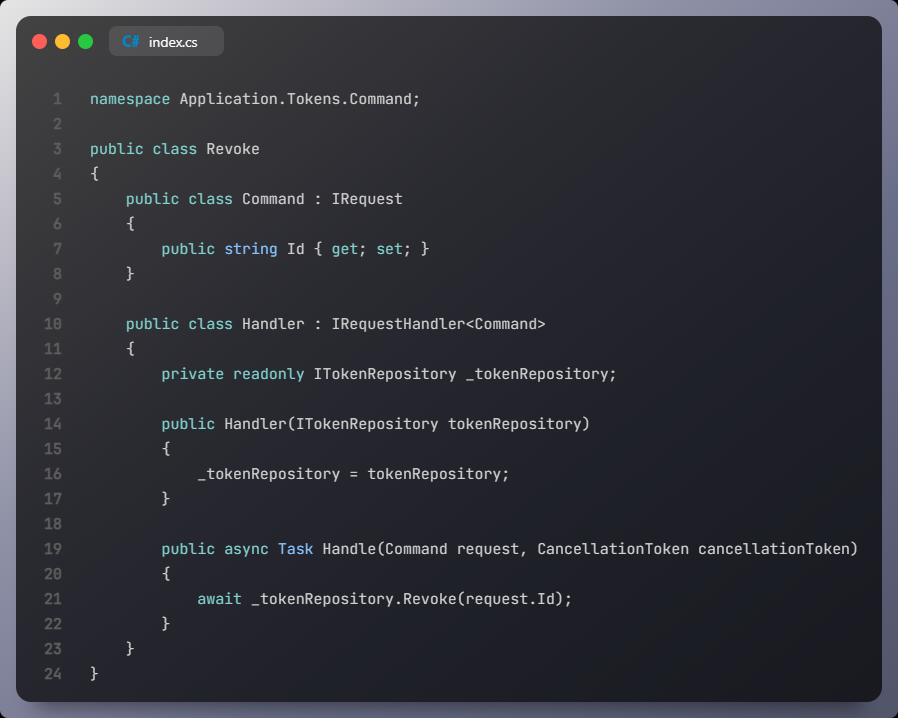 C# index.cs
1 namespace Application.Tokens.Command;
2
3 public class Revoke
4 {
5     public class Command : IRequest
6     {
7         public string Id { get; set; }
8     }
9
10     public class Handler : IRequestHandler<Command>
11     {
12         private readonly ITokenRepository _tokenRepository;
13
14         public Handler(ITokenRepository tokenRepository)
15         {
16             _tokenRepository = tokenRepository;
17         }
18
19         public async Task Handle(Command request, CancellationToken cancellationToken)
20         {
21             await _tokenRepository.Revoke(request.Id);
22         }
23     }
24 }